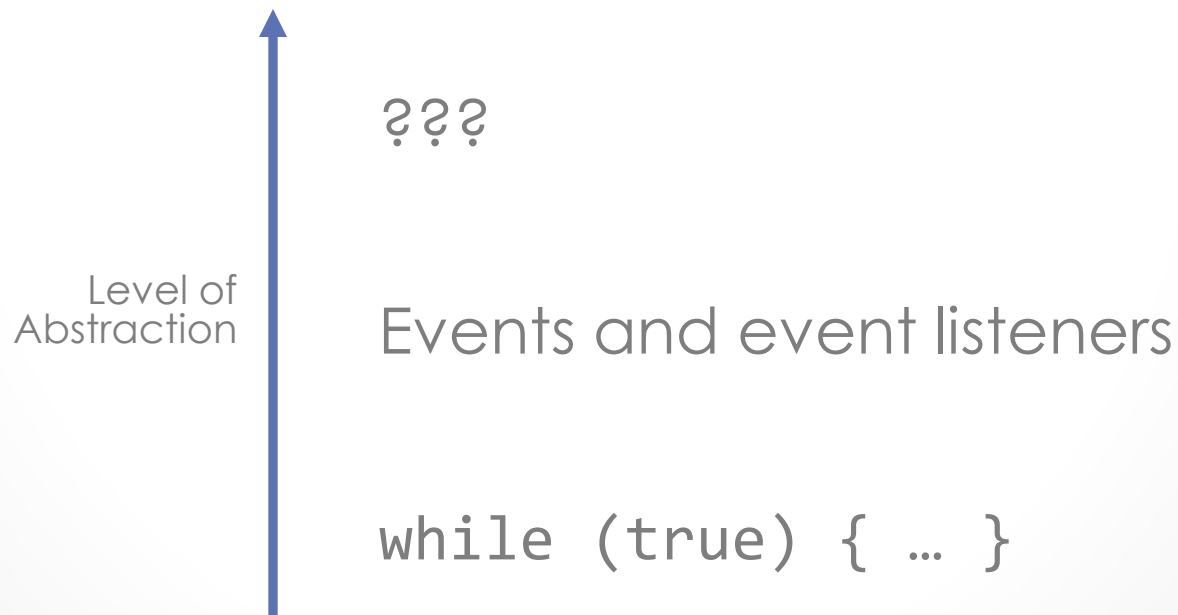 ???
Level of
Abstraction
Events and event listeners
while (true) { … }